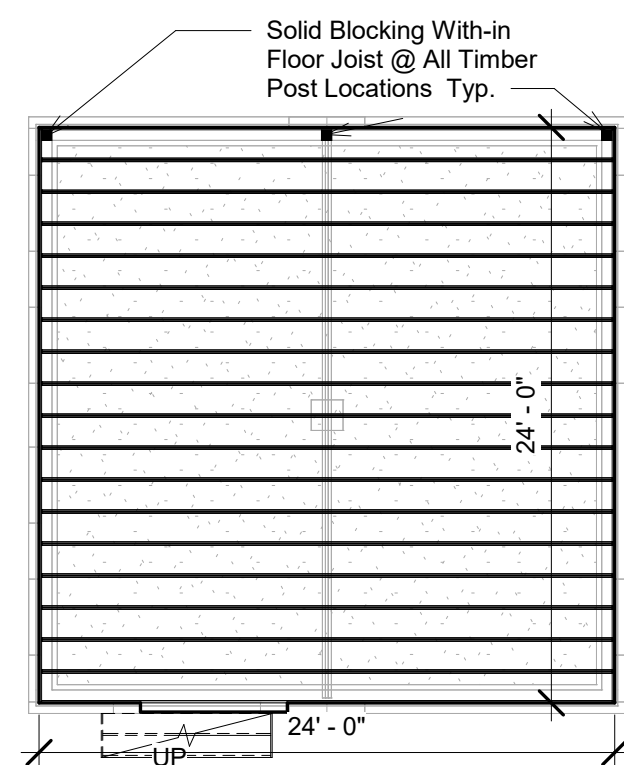 Solid Blocking With-in
Floor Joist @ All Timber
Post Locations Typ.
24' - 0"
24' - 0"
UP